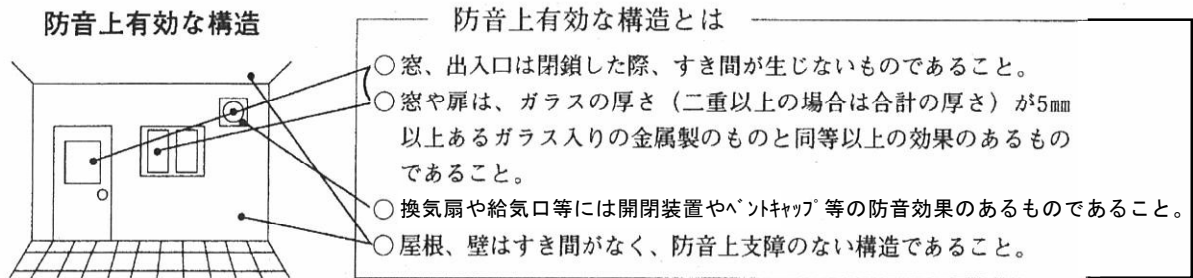 防音上有効な構造
防音上有効な構造とは
○窓、出入口は閉鎖した際、すき間が生じないものであること。
○窓や扉は、ガラスの厚さ（二重以上の場合は合計の厚さ）が5㎜
以上あるガラス入りの金属製のものと同等以上の効果のあるもの
であること。
○換気扇や給気口等には開閉装置やﾍﾞﾝﾄｷｬｯﾌﾟ等の防音効果のあるものであること。
○屋根、壁はすき間がなく、防音上支障のない構造であること。